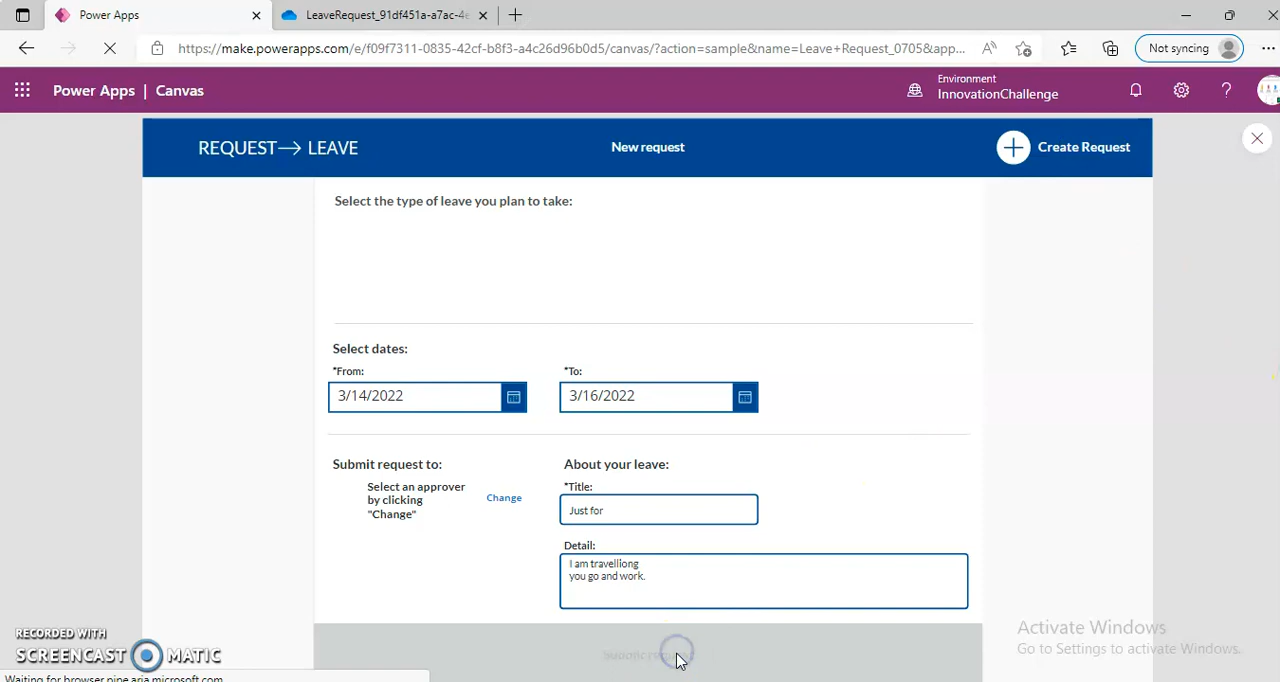 Power Apps
LeaveRequest_91df451a-a7ac-4
https://make.powerapps.com/e/f09f7311-0835-42cf-b8f3-a4c26d96b0d5/canvas/?action=sample&name=Leave+Request_0705&app...
Not syncing
Power Apps | Canvas
Environment
InnovationChallenge
REQUEST→ LEAVE
New request
Create Request
Select the type of leave you plan to take:
Select dates:
*From:
*To:
3/14/2022
3/16/2022
Submit request to:
About your leave:
Select an approver
by clicking
"Change"
Change
*Title:
Just for
Detail:
I am travelliong
you go and work.
RECORDED WITH
SCREENCAST MATIC
Activate Windows
Go to Settings to activate Windows.
Waiting for browser.pipe.aria.microsoft.com